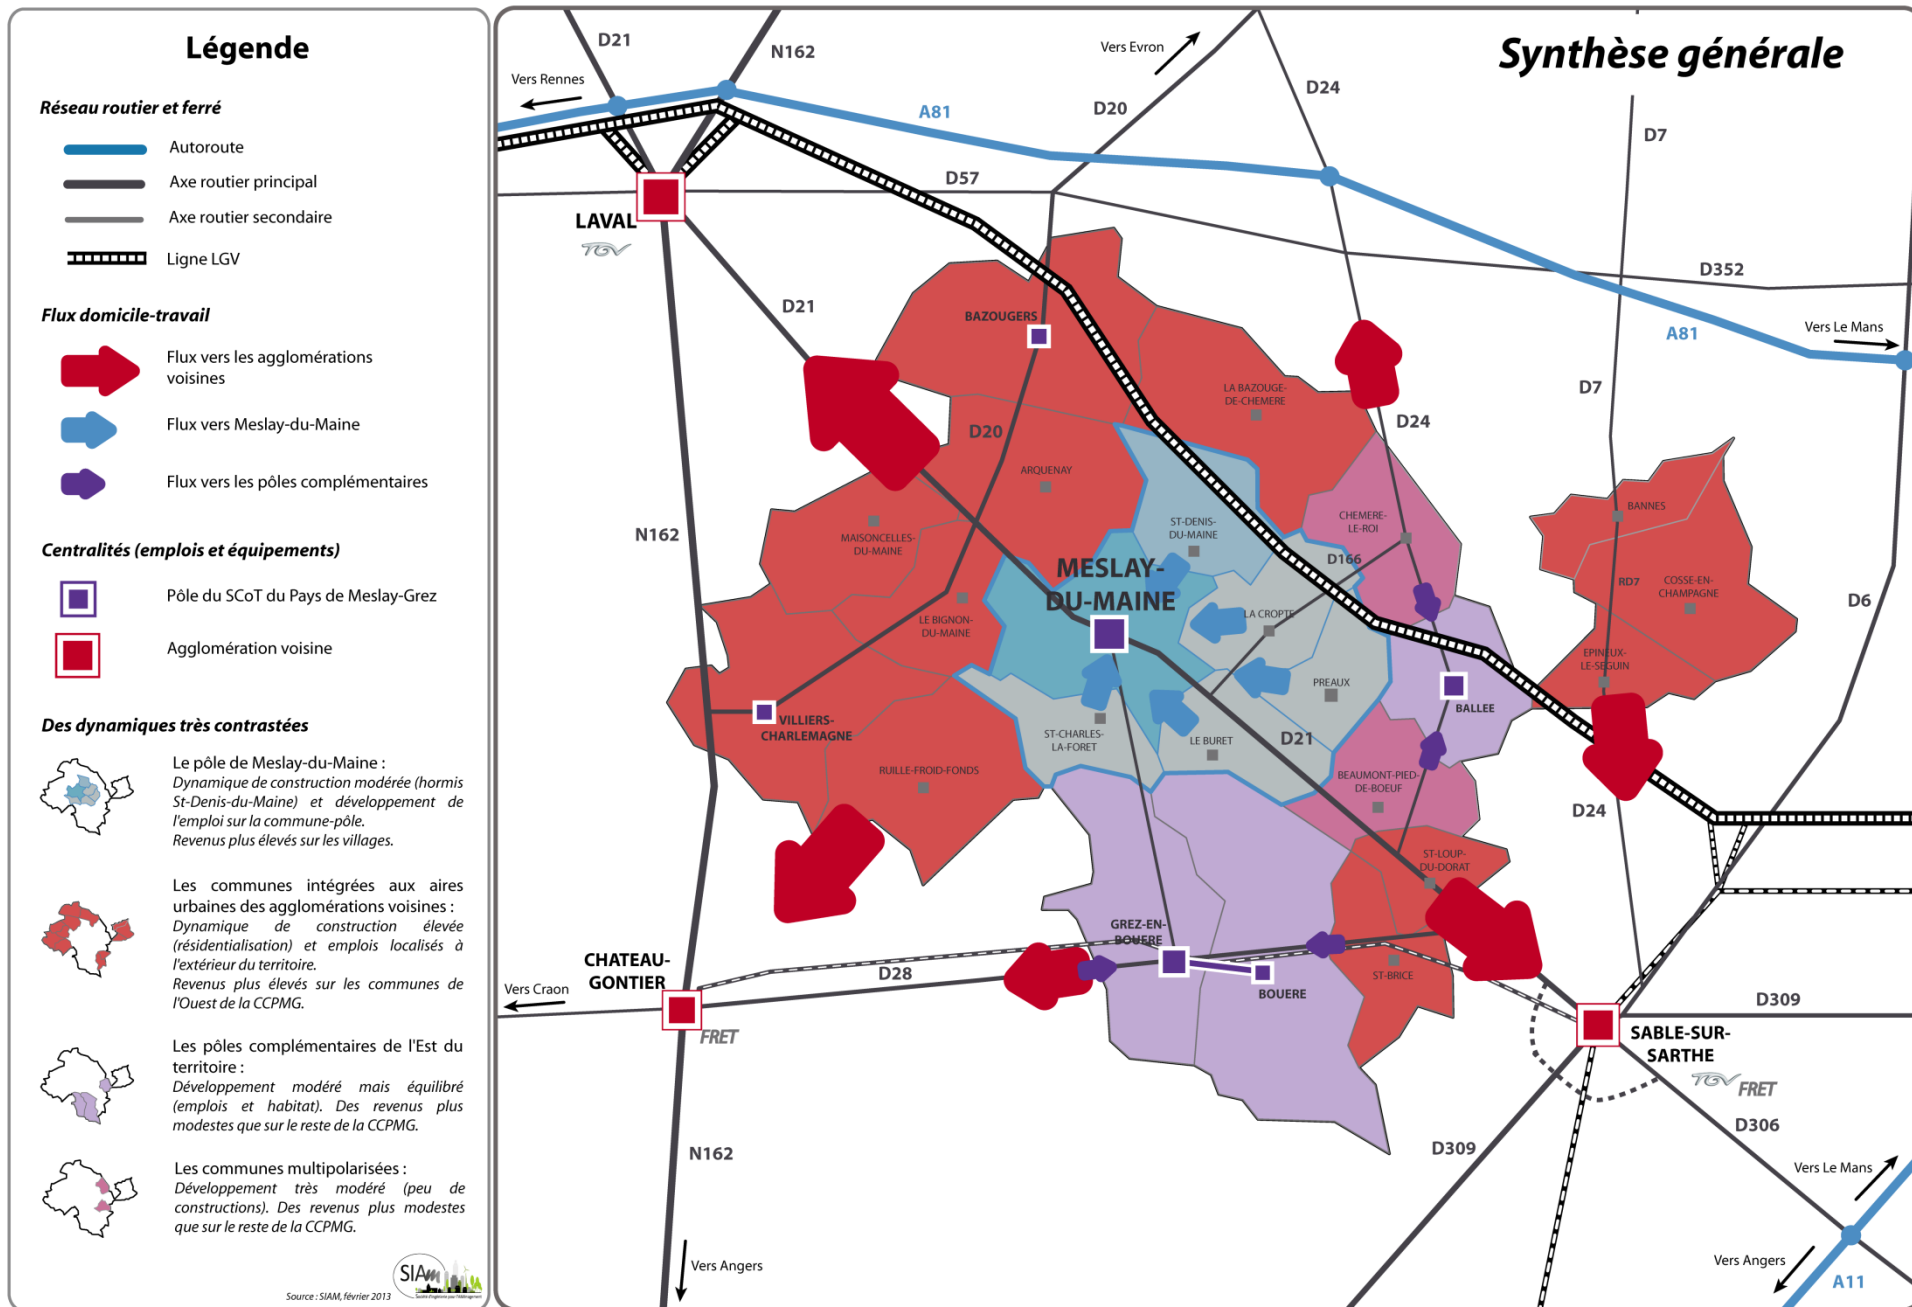 Légende
Réseau routier et ferré
Autoroute
Axe routier principal
Axe routier secondaire
Ligne LGV
Flux domicile-travail
Flux vers les agglomérations
voisines
Flux vers Meslay-du-Maine
Flux vers les pôles complémentaires
Centralités (emplois et équipements)
Pôle du SCoT du Pays de Meslay-Grez
Agglomération voisine
Des dynamiques très contrastées
Le pôle de Meslay-du-Maine :
Dynamique de construction modérée (hormis
St-Denis-du-Maine) et développement de
l'emploi sur la commune-pôle.
Revenus plus élevés sur les villages.
Les communes intégrées aux aires
urbaines des agglomérations voisines :
Dynamique de construction élevée
(résidentialisation) et emplois localisés à
l'extérieur du territoire.
Revenus plus élevés sur les communes de
l'Ouest de la CCPMG.
Les pôles complémentaires de l'Est du
territoire :
Développement modéré mais équilibré
(emplois et habitat). Des revenus plus
modestes que sur le reste de la CCPMG.
Les communes multipolarisées :
Développement très modéré (peu de
constructions). Des revenus plus modestes
que sur le reste de la CCPMG.
Source : SIAM, février 2013
SIAm
Synthèse générale
D21
N162
Vers Evron
Vers Rennes
D24
D20
A81
D7
D57
LAVAL
TGV
D352
D21
Vers Le Mans
A81
BAZOUGERS
LA BAZOUGE-
DE-CHEMERE
D7
D24
D20
ARQUENAY
MAISONCELLES-
DU-MAINE
N162
ST-DENIS-
DU-MAINE
CHEMERE-
LE-ROI
BANNES
D166
MESLAY-
DU-MAINE
RD7
COSSE-EN-
CHAMPAGNE
D6
LE BIGNON-
DU-MAINE
LA CROPTE
EPINEUX-
LE-SEGUIN
PREAUX
BALLEE
VILLIERS-
CHARLEMAGNE
ST-CHARLES-
LA-FORET
LE BURET
D21
RUILLE-FROID-FONDS
BEAUMONT-PIED-
DE-BOEUF
D24
ST-LOUP-
DU-DORAT
GREZ-EN-
BOUERE
CHATEAU-
GONTIER
D28
ST-BRICE
BOUERE
Vers Craon
FRET
D309
SABLE-SUR-
SARTHE
TGV
FRET
D306
D309
N162
Vers Le Mans
Vers Angers
Vers Angers
A11